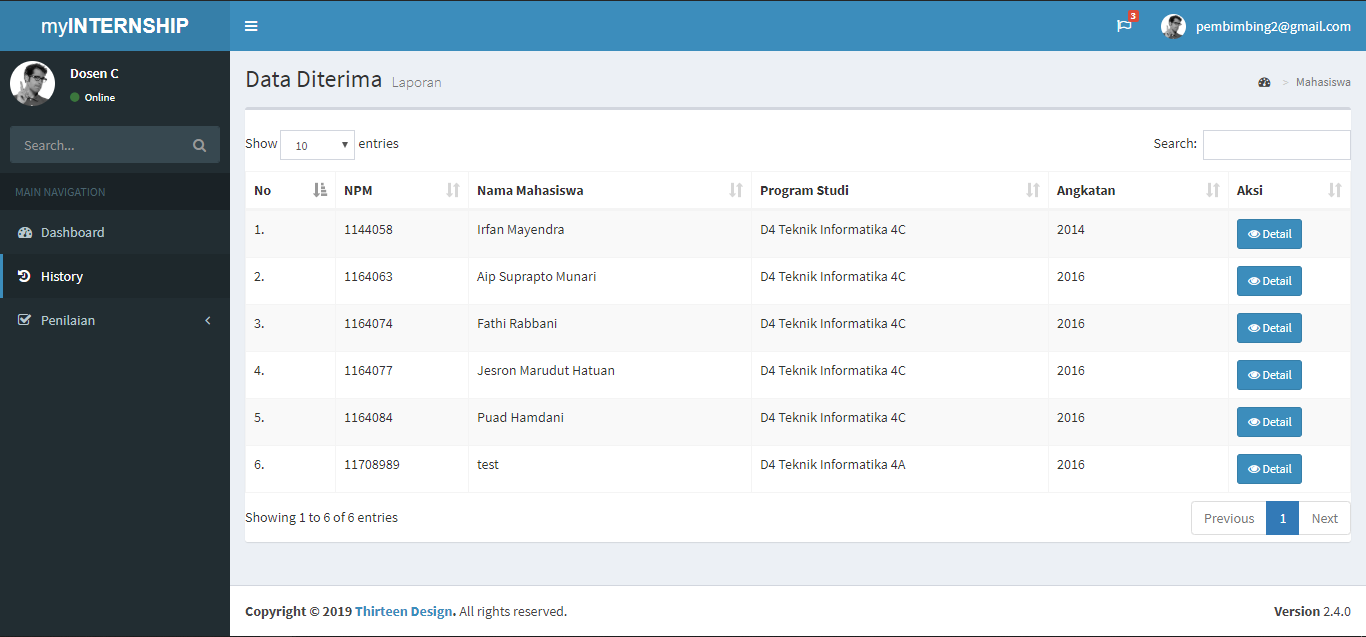 myINTERNSHIP
3
pembimbing2@gmail.com
Dosen C
Online
Search...
MAIN NAVIGATION
Dashboard
History
Penilaian
Data Diterima Laporan
> Mahasiswa
Show 10 entries
Search:
No NPM Nama Mahasiswa Program Studi Angkatan Aksi
1. 1144058 Irfan Mayendra D4 Teknik Informatika 4C 2014 Detail
2. 1164063 Aip Suprapto Munari D4 Teknik Informatika 4C 2016 Detail
3. 1164074 Fathi Rabbani D4 Teknik Informatika 4C 2016 Detail
4. 1164077 Jesron Marudut Hatuan D4 Teknik Informatika 4C 2016 Detail
5. 1164084 Puad Hamdani D4 Teknik Informatika 4C 2016 Detail
6. 11708989 test D4 Teknik Informatika 4A 2016 Detail
Showing 1 to 6 of 6 entries
Previous 1 Next
Copyright © 2019 Thirteen Design. All rights reserved.
Version 2.4.0